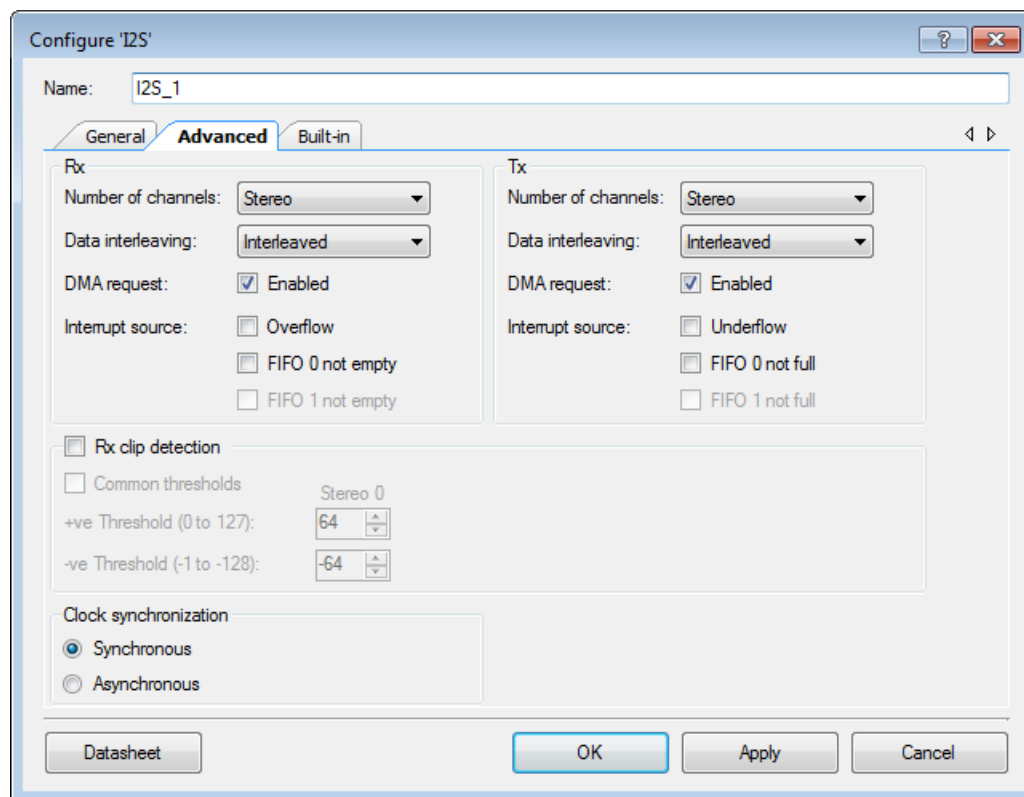 Configure 'I2S'
Name: I2S_1
General Advanced Built-in
Rx Tx
Number of channels: Stereo Number of channels: Stereo
Data interleaving: Interleaved Data interleaving: Interleaved
DMA request: Enabled DMA request: Enabled
Interrupt source: Overflow Interrupt source: Underflow
FIFO 0 not empty FIFO 0 not full
FIFO 1 not empty FIFO 1 not full
Rx clip detection
Common thresholds
Stereo 0
+ve Threshold (0 to 127): 64
-ve Threshold (-1 to -128): -64
Clock synchronization
Synchronous
Asynchronous
Datasheet OK Apply Cancel